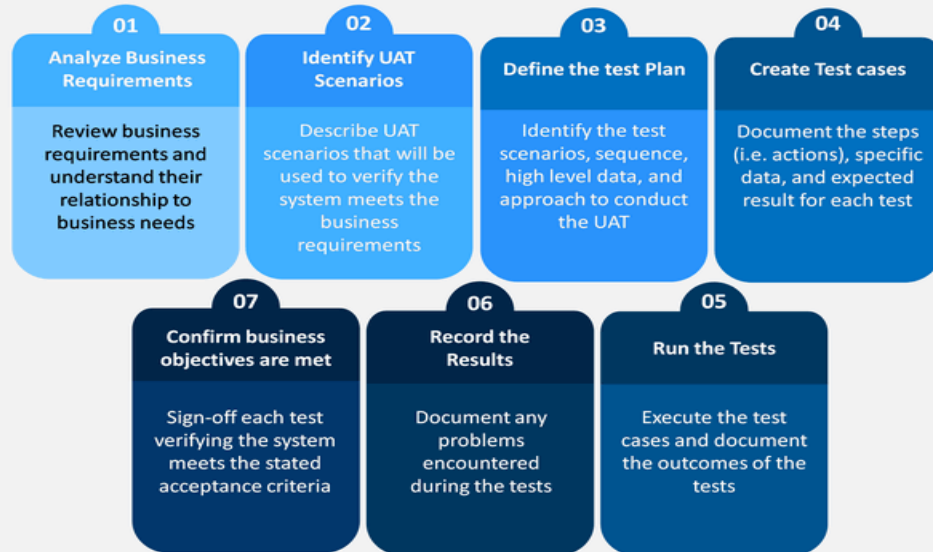 01
Analyze Business
Requirements
Review business
requirements and
understand their
relationship to
business needs
02
Identify UAT
Scenarios
Describe UAT
scenarios that will be
used to verify the
system meets the
business
requirements
03
Define the test Plan
Identify the test
scenarios, sequence,
high level data, and
approach to conduct
the UAT
04
Create Test cases
Document the steps
(i.e. actions), specific
data, and expected
result for each test
05
Run the Tests
Execute the test
cases and document
the outcomes of the
tests
06
Record the
Results
Document any
problems
encountered
during the tests
07
Confirm business
objectives are met
Sign-off each test
verifying the system
meets the stated
acceptance criteria